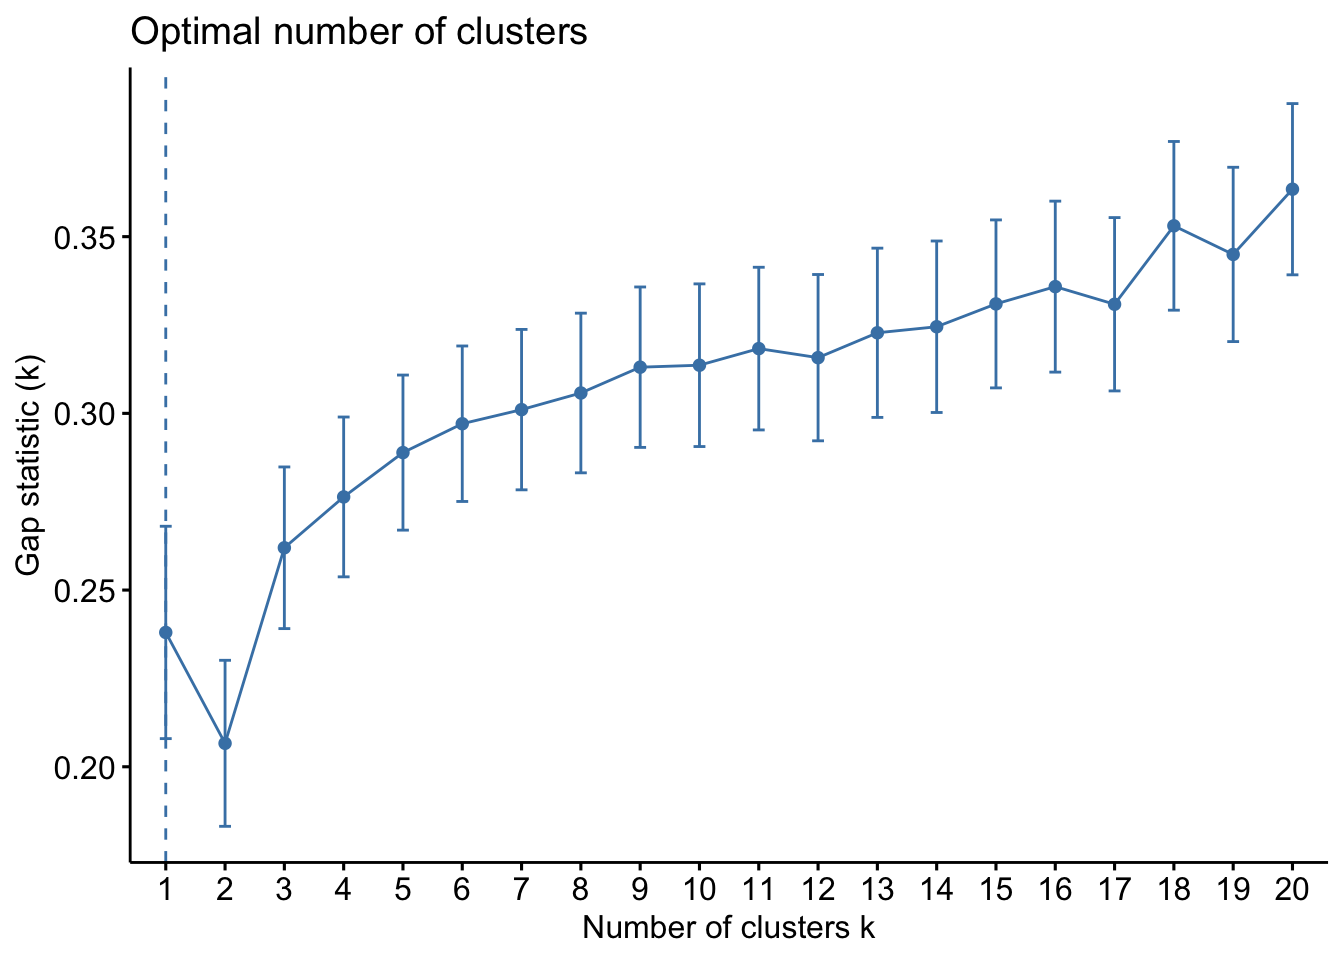 Optimal number of clusters
Gap statistic (k)
0.35
0.30
0.25
0.20
1 2 3 4 5 6 7 8 9 10 11 12 13 14 15 16 17 18 19 20
Number of clusters k